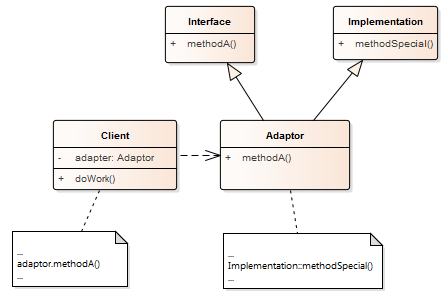 Interface
+ methodA()
Implementation
+ methodSpecial()
Client
- adapter: Adaptor
+ doWork()
Adaptor
+ methodA()
...
adaptor.methodA()
...
...
Implementation::methodSpecial()
...